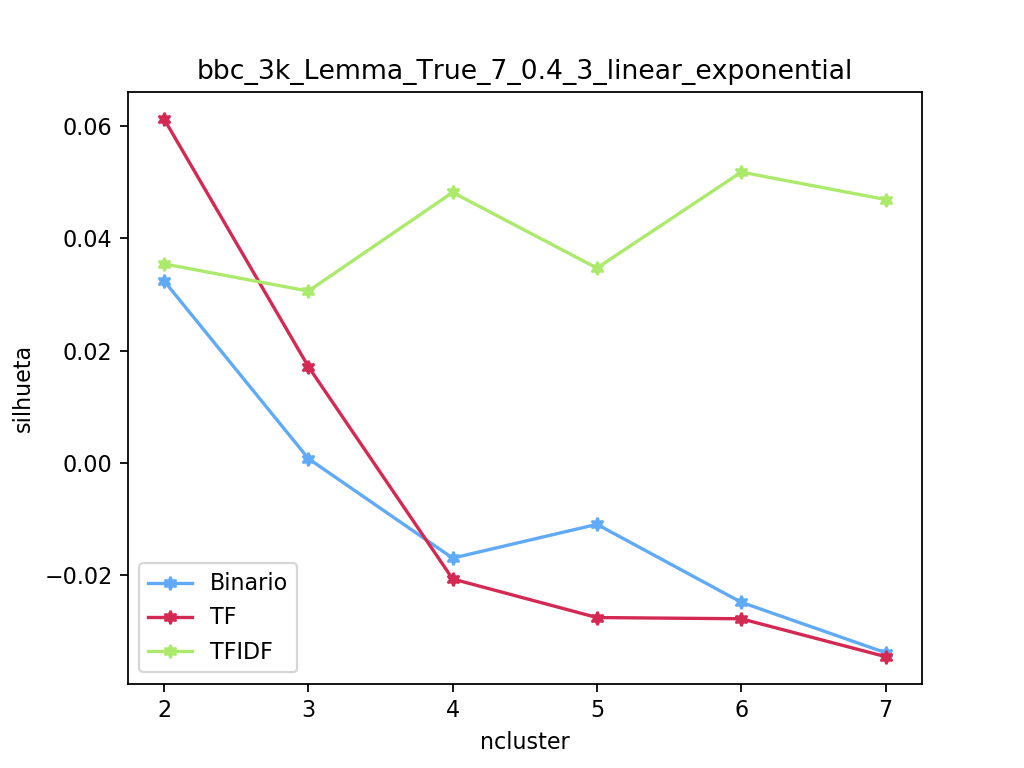 bbc_3k_Lemma_True_7_0.4_3_linear_exponential
0.06
0.04
0.02
0.00
−0.02
silhueta
Binario
TF
TFIDF
2 3 4 5 6 7
ncluster